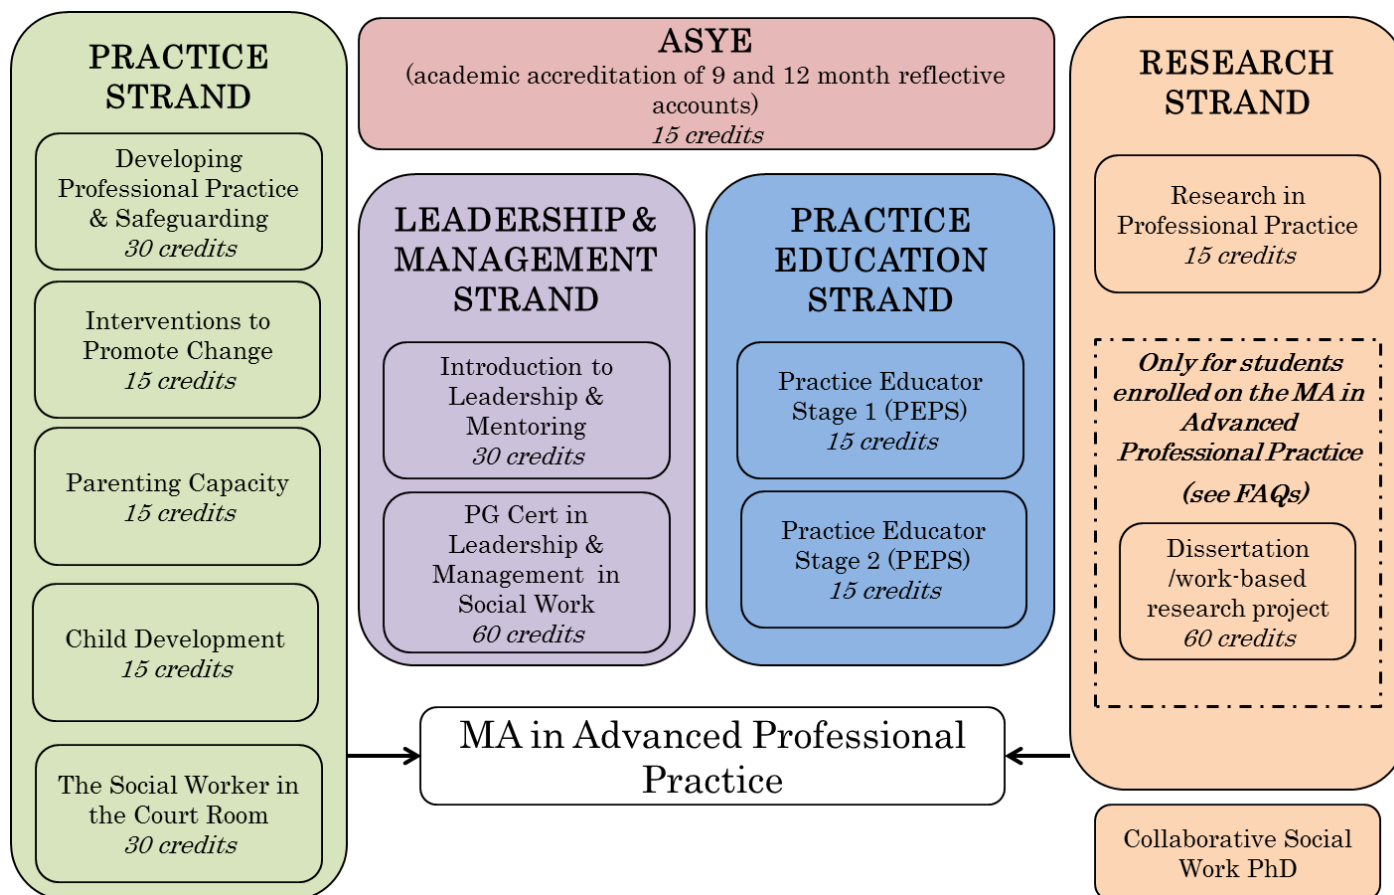 PRACTICE
STRAND
Developing
Professional Practice
& Safeguarding
30 credits
Interventions to
Promote Change
15 credits
Parenting Capacity
15 credits
Child Development
15 credits
The Social Worker in
the Court Room
30 credits
ASYE
(academic accreditation of 9 and 12 month reflective
accounts)
15 credits
LEADERSHIP &
MANAGEMENT
STRAND
Introduction to
Leadership &
Mentoring
30 credits
PG Cert in
Leadership &
Management in
Social Work
60 credits
PRACTICE
EDUCATION
STRAND
Practice Educator
Stage 1 (PEPS)
15 credits
Practice Educator
Stage 2 (PEPS)
15 credits
MA in Advanced Professional
Practice
RESEARCH
STRAND
Research in
Professional Practice
15 credits
Only for students
enrolled on the MA in
Advanced
Professional Practice
(see FAQs)
Dissertation
/work-based
research project
60 credits
Collaborative Social
Work PhD